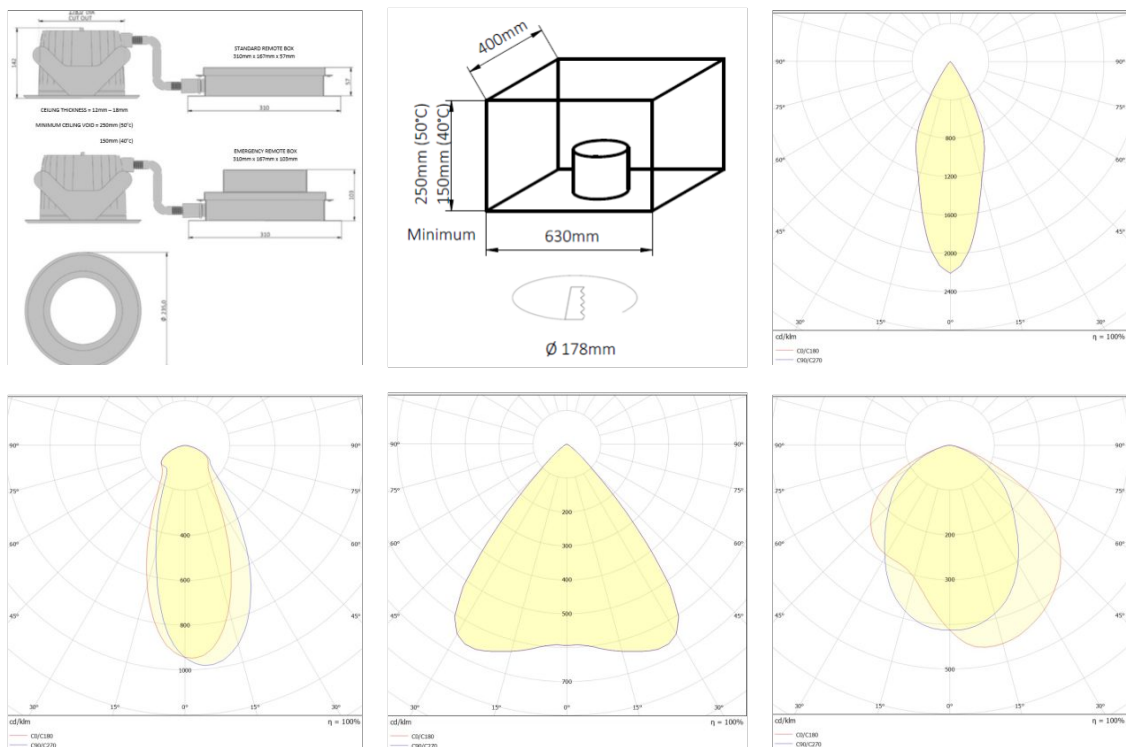 CUT OUT
142
STANDARD REMOTE BOX
310mm x 167mm x 57mm
57
310
CEILING THICKNESS = 12mm – 18mm
MINIMUM CEILING VOID = 250mm (50°c)
150mm (40°c)
EMERGENCY REMOTE BOX
310mm x 167mm x 103mm
103
310
400mm
250mm (50°C)
150mm (40°C)
Minimum
630mm
Ø 178mm
90°
90°
75°
75°
800
60°
60°
1200
1600
45°
45°
2000
2400
30°
15°
0°
15°
30°
cd/klm
η = 100%
C0/C180
C90/C270
90°
90°
75°
75°
400
60°
60°
600
800
45°
45°
1000
30°
15°
0°
15°
30°
cd/klm
η = 100%
C0/C180
C90/C270
90°
90°
75°
75°
200
300
60°
60°
400
500
45°
45°
700
30°
15°
0°
15°
30°
cd/klm
η = 100%
C0/C180
C90/C270
90°
90°
75°
75°
60°
60°
300
45°
45°
500
30°
15°
0°
15°
30°
cd/klm
η = 100%
C0/C180
C90/C270